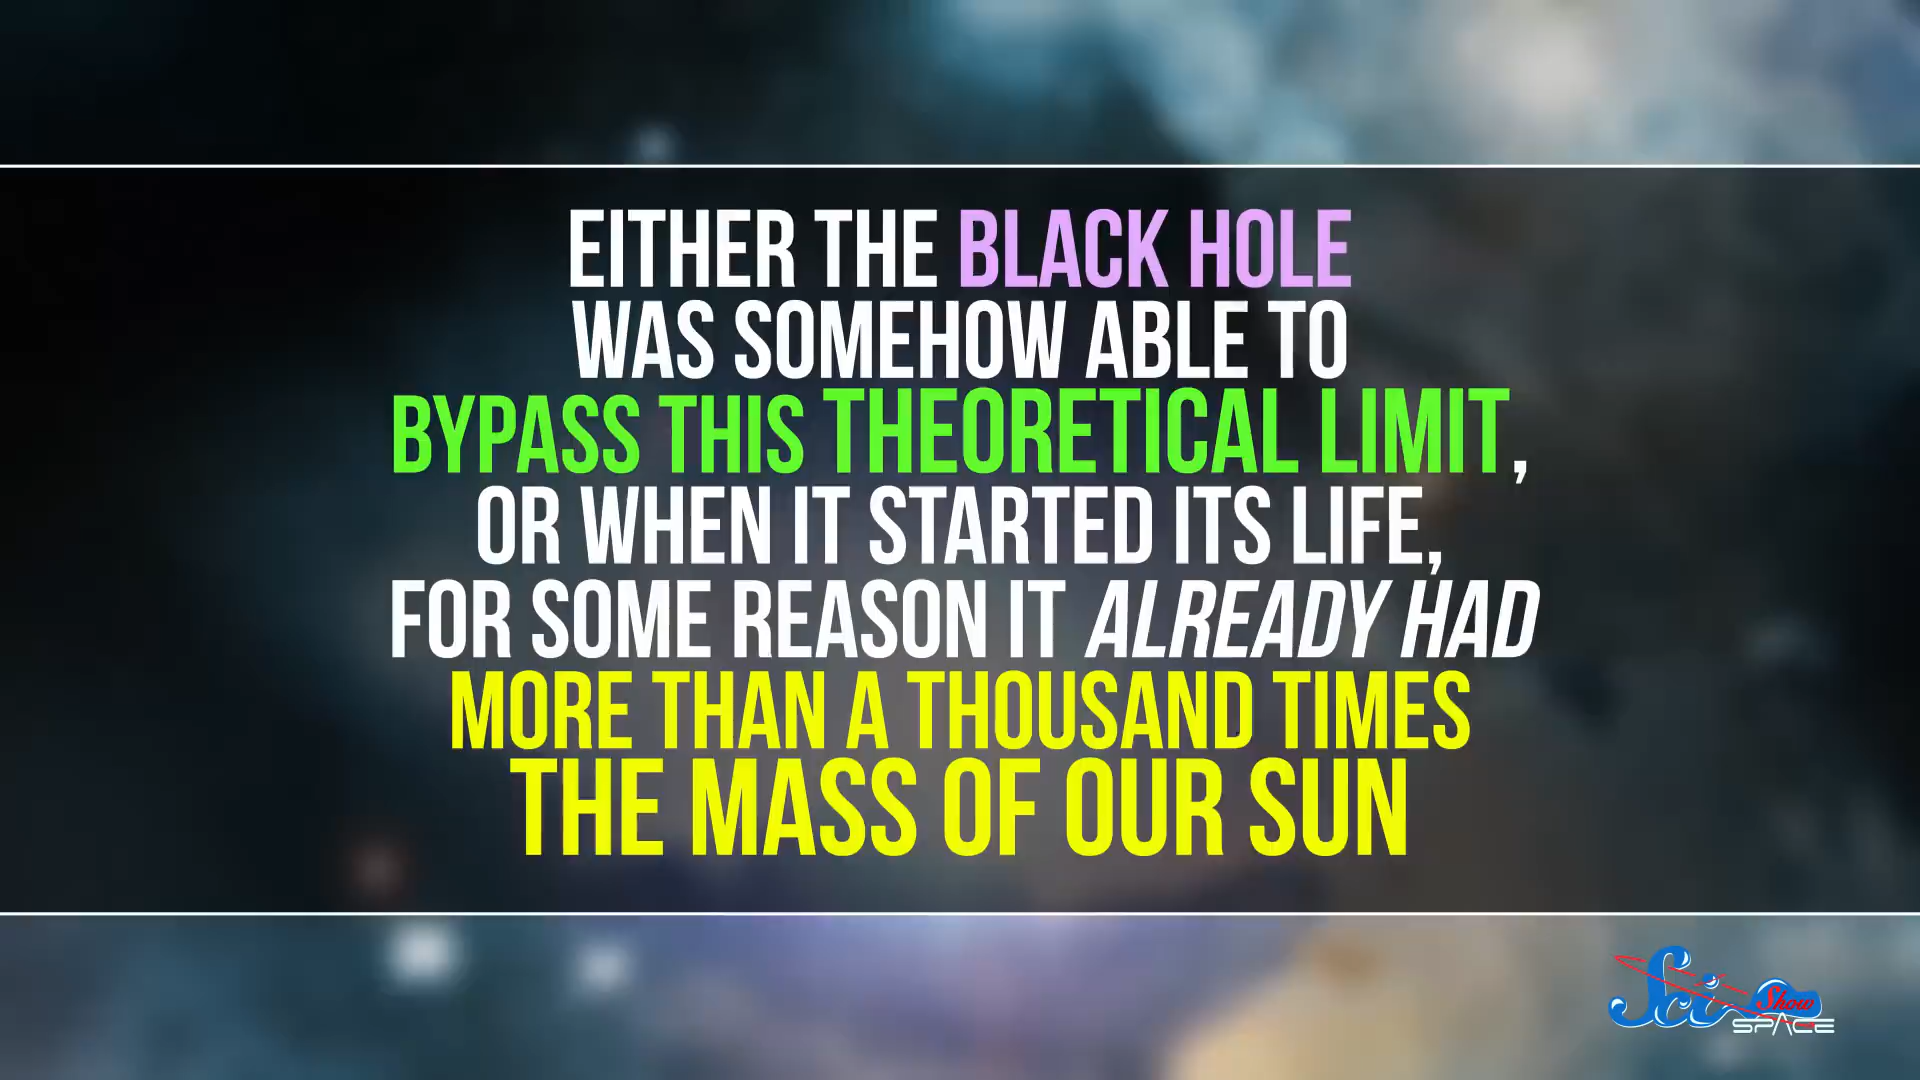 EITHER THE BLACK HOLE
WAS SOMEHOW ABLE TO
BYPASS THIS THEORETICAL LIMIT,
OR WHEN IT STARTED ITS LIFE,
FOR SOME REASON IT ALREADY HAD
MORE THAN A THOUSAND TIMES
THE MASS OF OUR SUN
Sci Show
SPACE